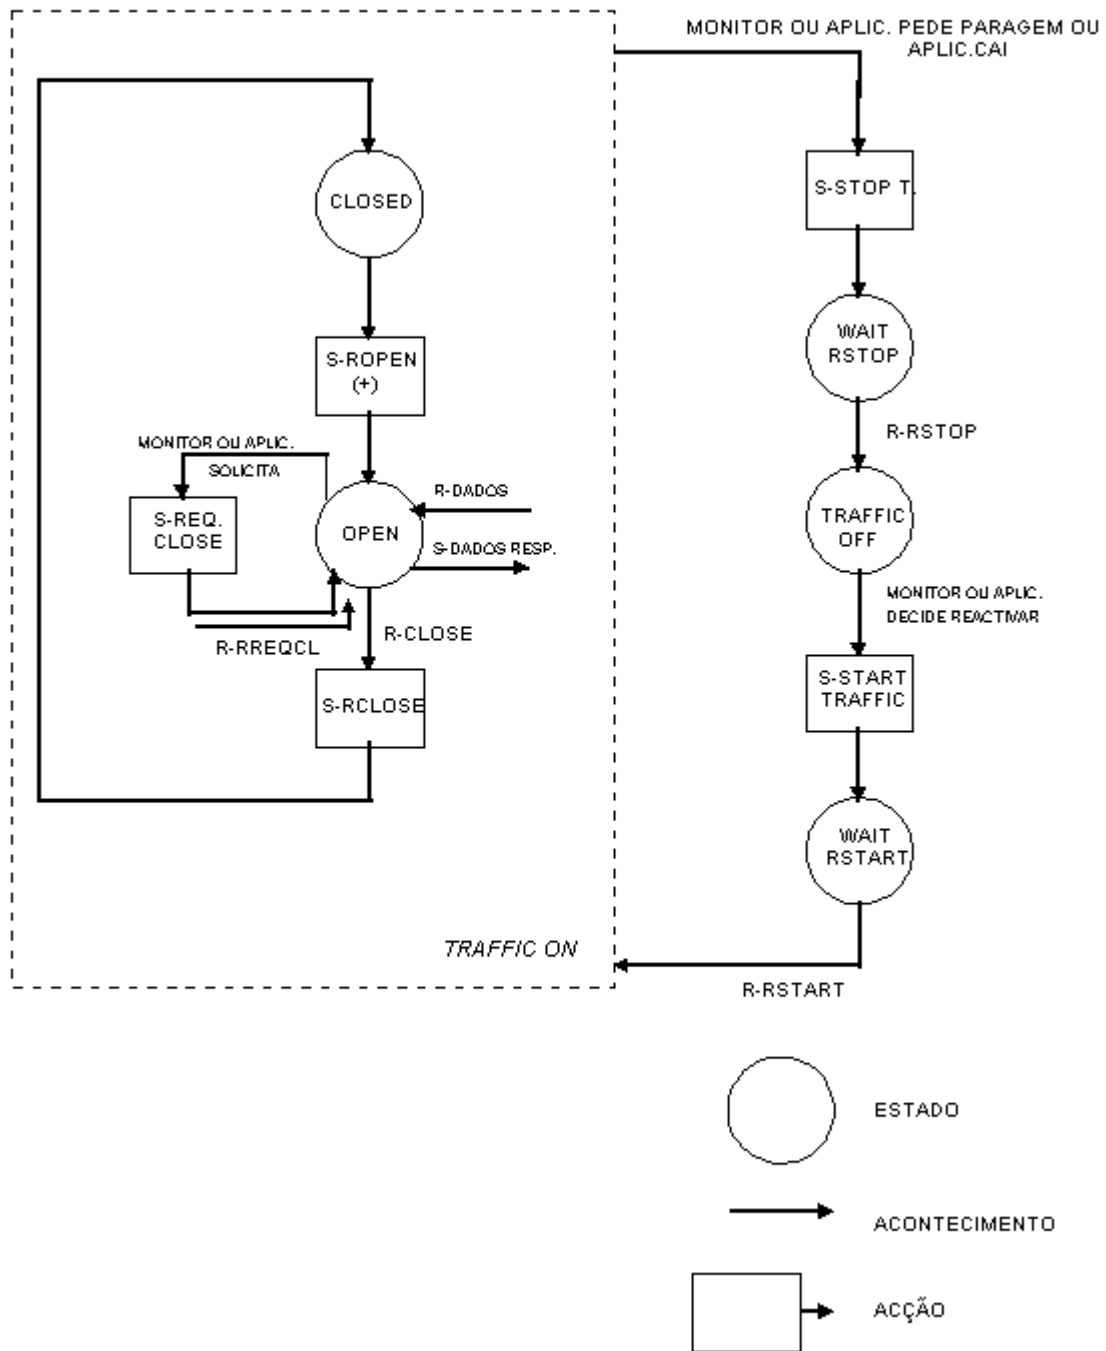 MONITOR OU APLIC. PEDE PARAGEM OU
APLIC.CAI
CLOSED
S-STOP T.
S-ROPEN
(+)
WAIT
RSTOP
R-RSTOP
MONITOR OU APLIC.
SOLICITA
S-REQ.
CLOSE
OPEN
R-DADOS
S-DADOS RESP.
R-RREQCL
R-CLOSE
S-RCLOSE
TRAFFIC
OFF
MONITOR OU APLIC.
DECIDE REACTIVAR
S-START
TRAFFIC
WAIT
RSTART
TRAFFIC ON
R-RSTART
ESTADO
ACONTECIMENTO
ACÇÃO